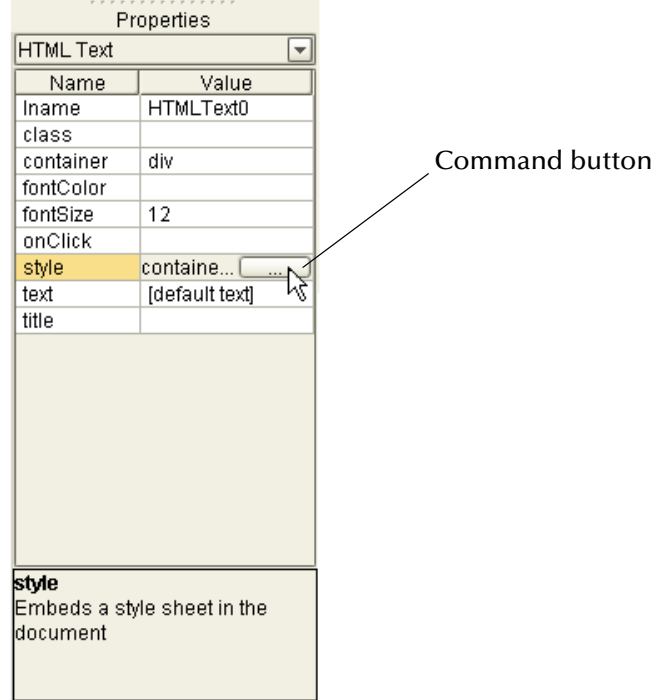 Properties
HTML Text
Name Value
Iname HTMLText0
class
container div
fontColor
fontSize 12
onClick
style containe... ...
text [default text]
title
Command button
style
Embeds a style sheet in the
document